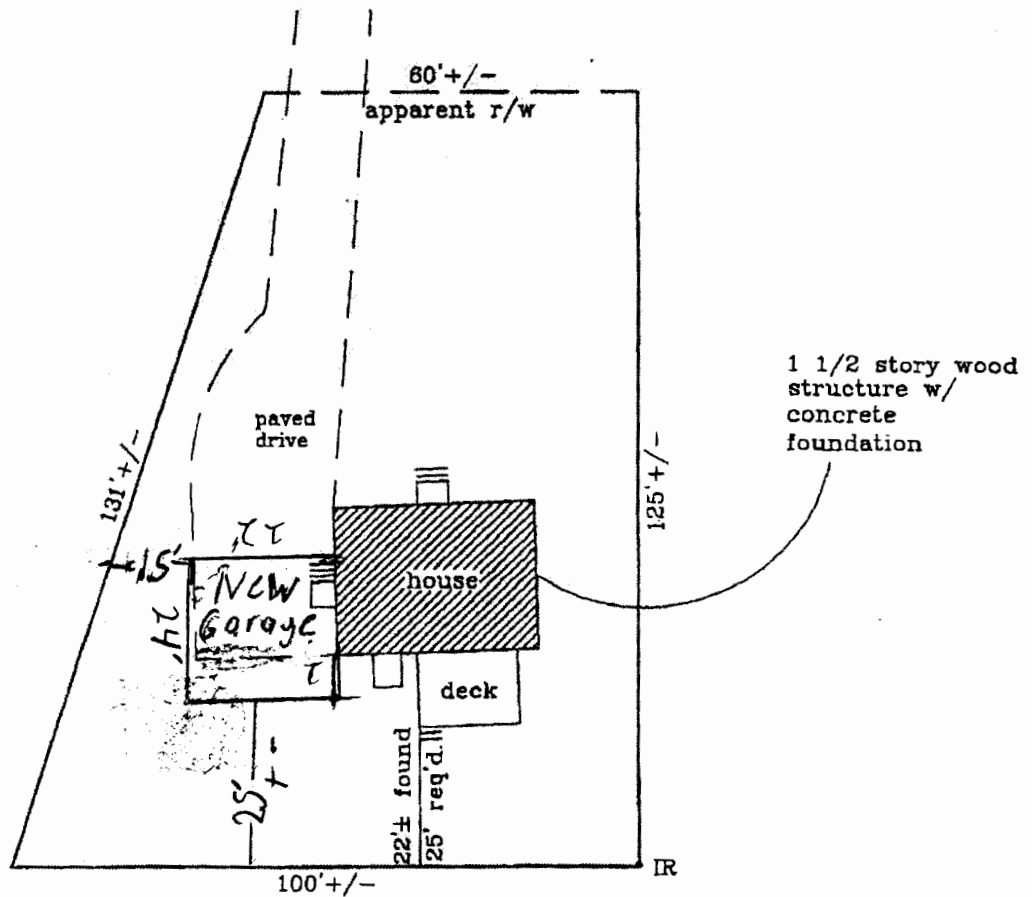 60'+/-
apparent r/w
1 1/2 story wood
structure w/
concrete
foundation
131'+/-
125'+/-
paved
drive
22'
15'
New
Garage
24'
house
deck
25' +-
22'± found
25' req'd.
IR
100'+/-